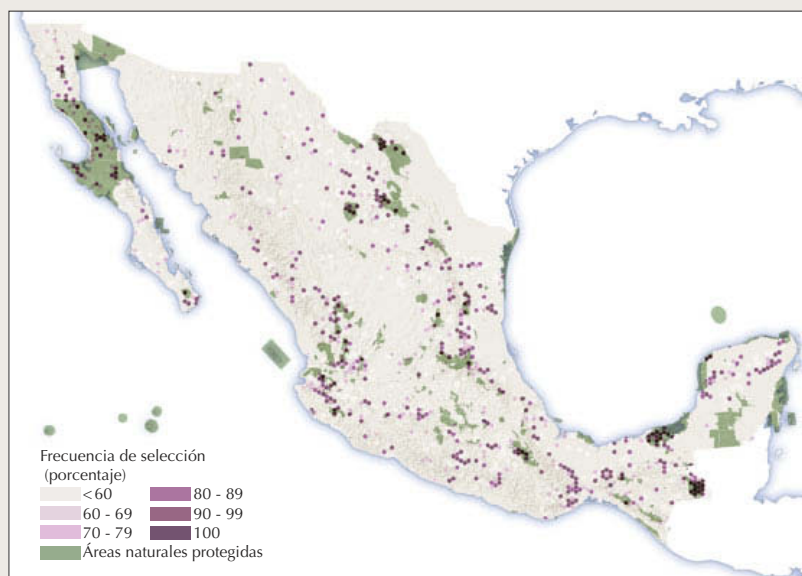 Frecuencia de selección
(porcentaje)
<60
80 - 89
60 - 69
90 - 99
70 - 79
100
Áreas naturales protegidas